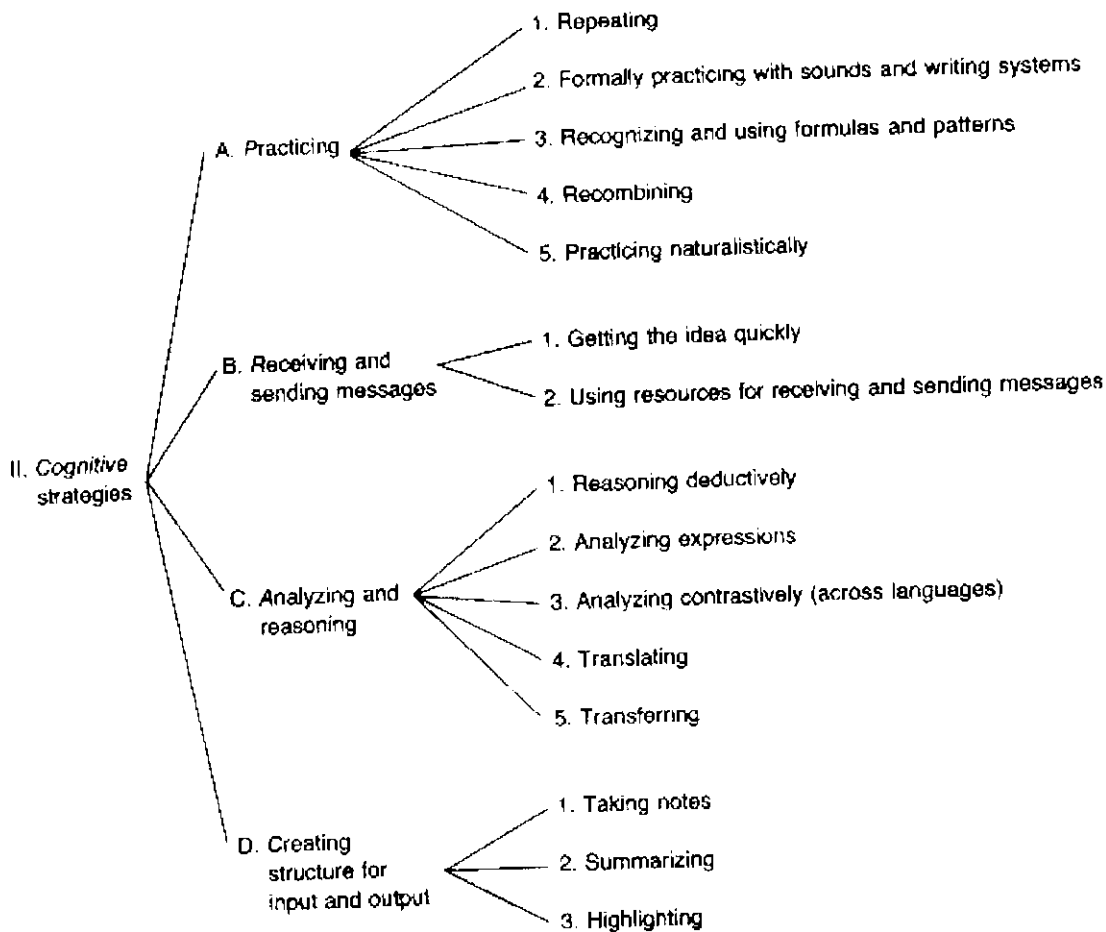 II. Cognitive
strategies
A. Practicing
1. Repeating
2. Formally practicing with sounds and writing systems
3. Recognizing and using formulas and patterns
4. Recombining
5. Practicing naturalistically
B. Receiving and
sending messages
1. Getting the idea quickly
2. Using resources for receiving and sending messages
C. Analyzing and
reasoning
1. Reasoning deductively
2. Analyzing expressions
3. Analyzing contrastively (across languages)
4. Translating
5. Transferring
D. Creating
structure for
input and output
1. Taking notes
2. Summarizing
3. Highlighting